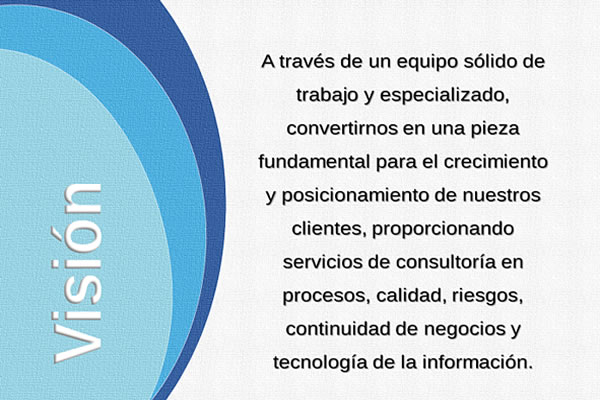 Visión
A través de un equipo sólido de
trabajo y especializado,
convertirnos en una pieza
fundamental para el crecimiento
y posicionamiento de nuestros
clientes, proporcionando
servicios de consultoría en
procesos, calidad, riesgos,
continuidad de negocios y
tecnología de la información.